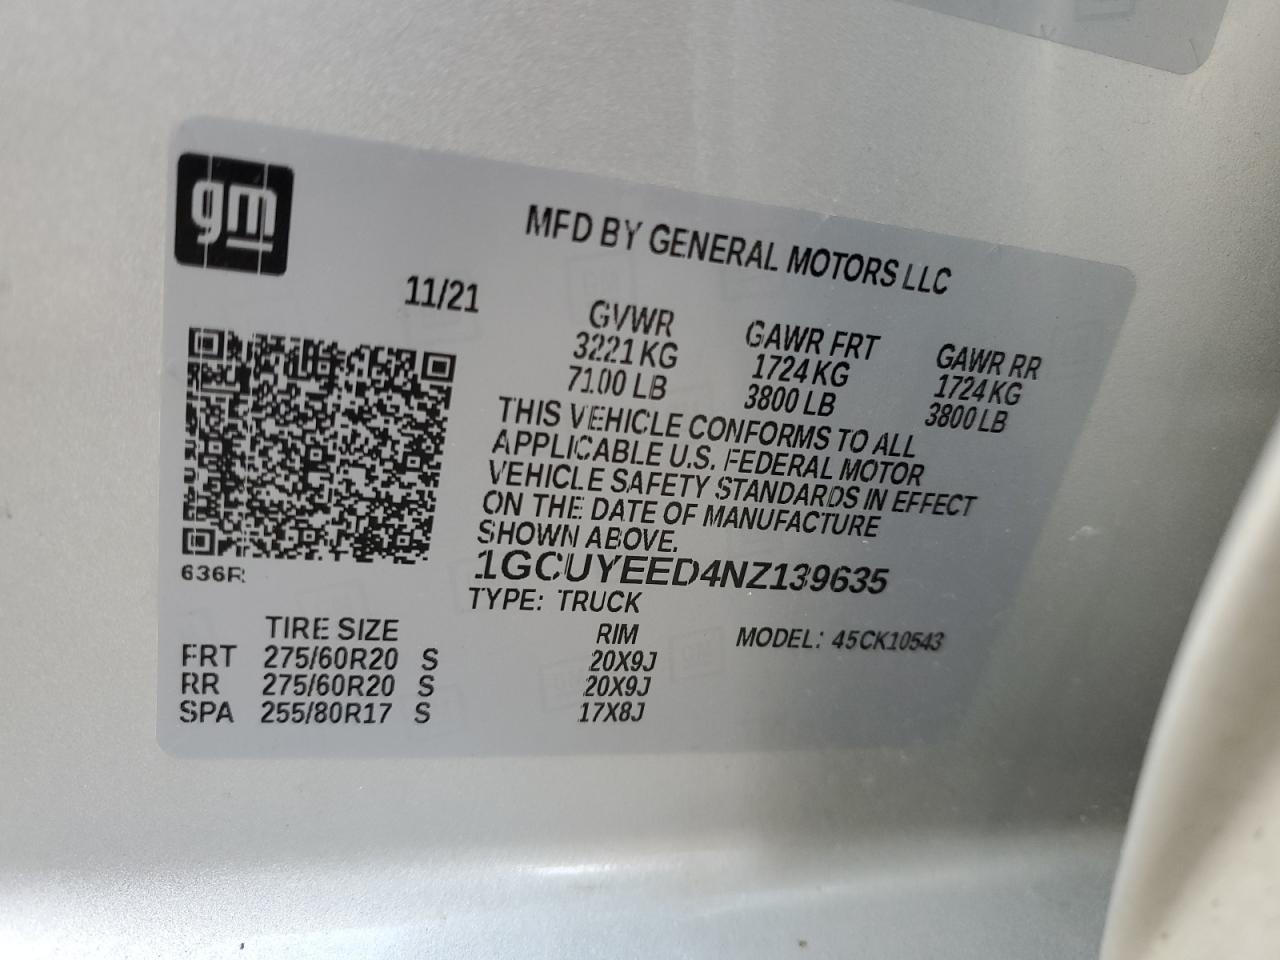 gm
MFD BY GENERAL MOTORS LLC
11/21
GVWR GAWR FRT GAWR RR
3221 KG 1724 KG 1724 KG
7100 LB 3800 LB 3800 LB
THIS VEHICLE CONFORMS TO ALL
APPLICABLE U.S. FEDERAL MOTOR
VEHICLE SAFETY STANDARDS IN EFFECT
ON THE DATE OF MANUFACTURE
SHOWN ABOVE.
1GCUYEED4NZ139635
TYPE: TRUCK
636R
TIRE SIZE RIM MODEL: 45CK10543
FRT 275/60R20 S 20X9J
RR 275/60R20 S 20X9J
SPA 255/80R17 S 17X8J